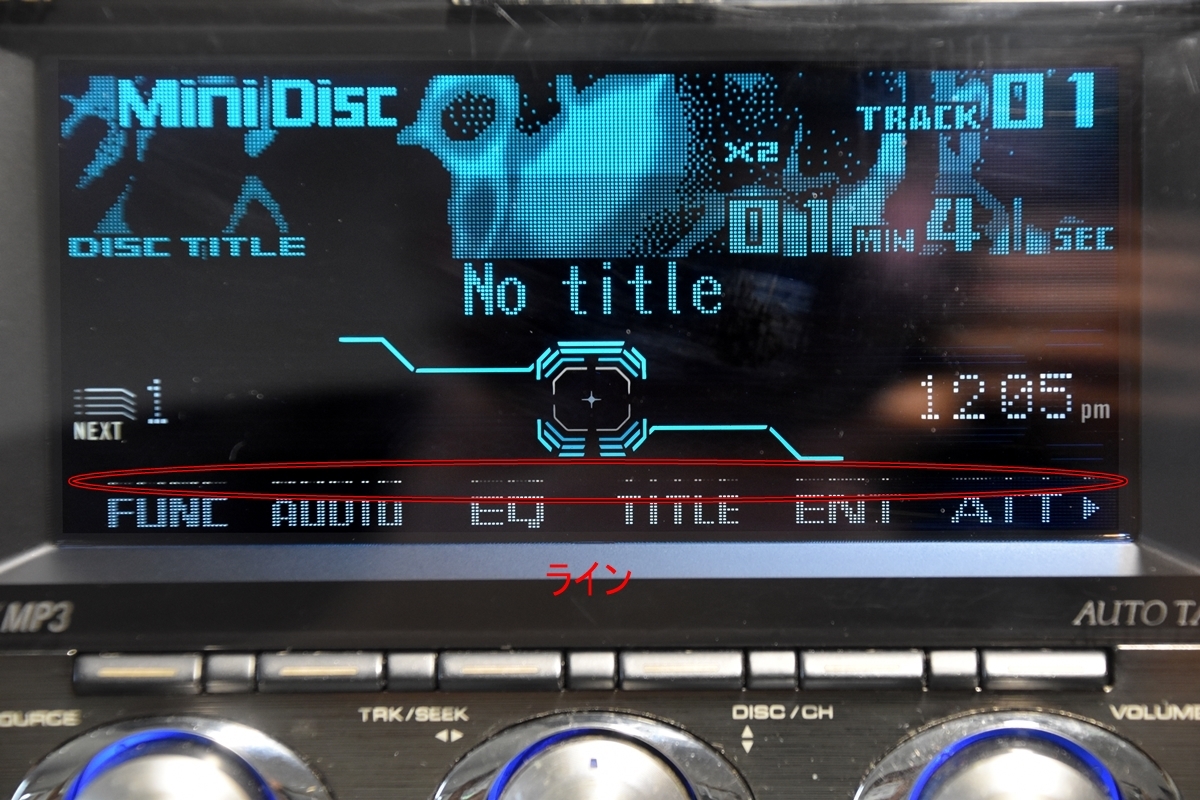 MiniDisc TRACK 01
X2
DISC TITLE 01 MIN 41 SEC
No title
NEXT 1 12 05 pm
FUNC AUDIO EQ TITLE ENT ATT
ライン
MP3 AUTO TA
OURCE TRK/SEEK DISC/CH VOLUME